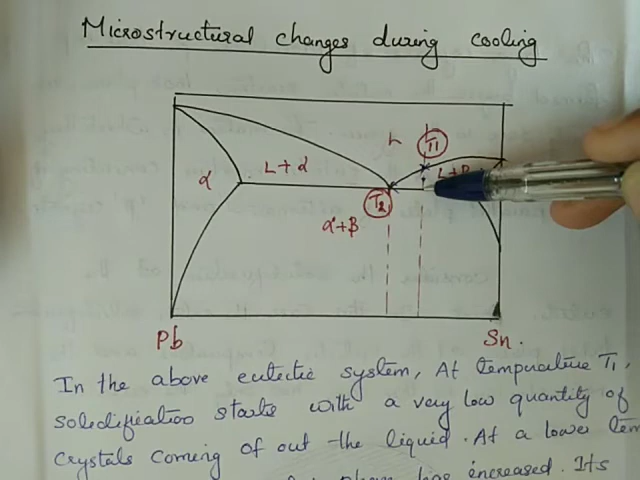 Microstructural changes during cooling
L
T1
L + α
α
L+β
T2
α+β
Pb
Sn.
In the above eutectic system, At temperature T1,
solidification starts with a very low quantity of
crystals coming of out the liquid. At a lower tem
phase has increased. Its